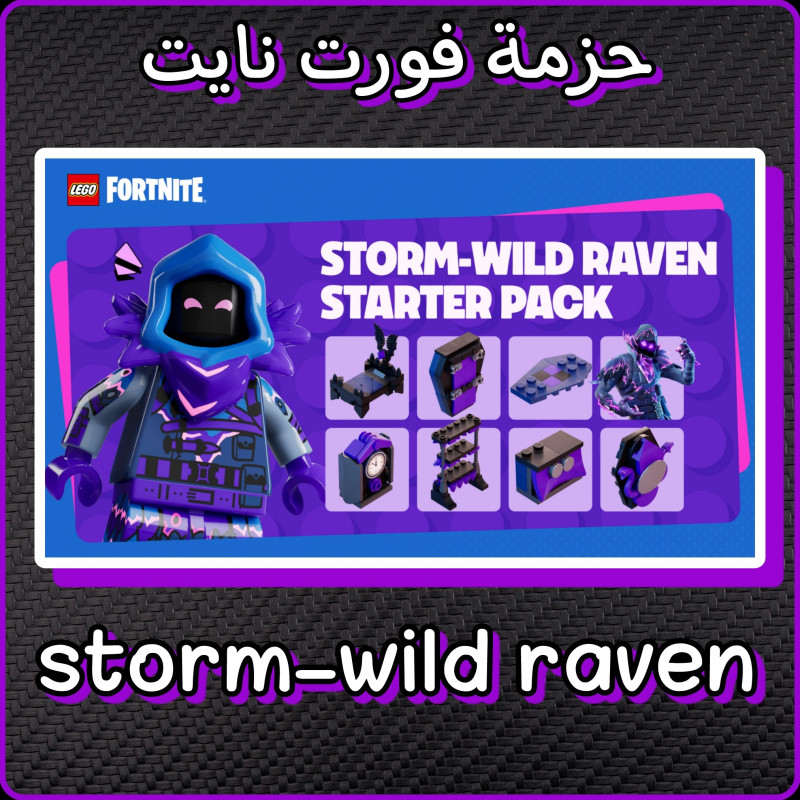 حزمة فورت نايت
LEGO FORTNITE
STORM-WILD RAVEN
STARTER PACK
storm-wild raven